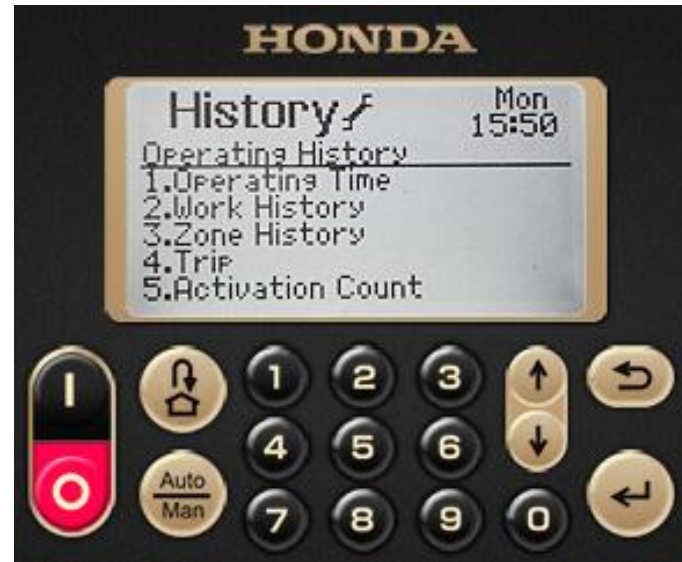 HONDA
History
Mon
15:50
Operating History
1.Operating Time
2.Work History
3.Zone History
4.Trip
5.Activation Count
I
1 2 3
4 5 6
O
Auto
Man
7 8 9 0